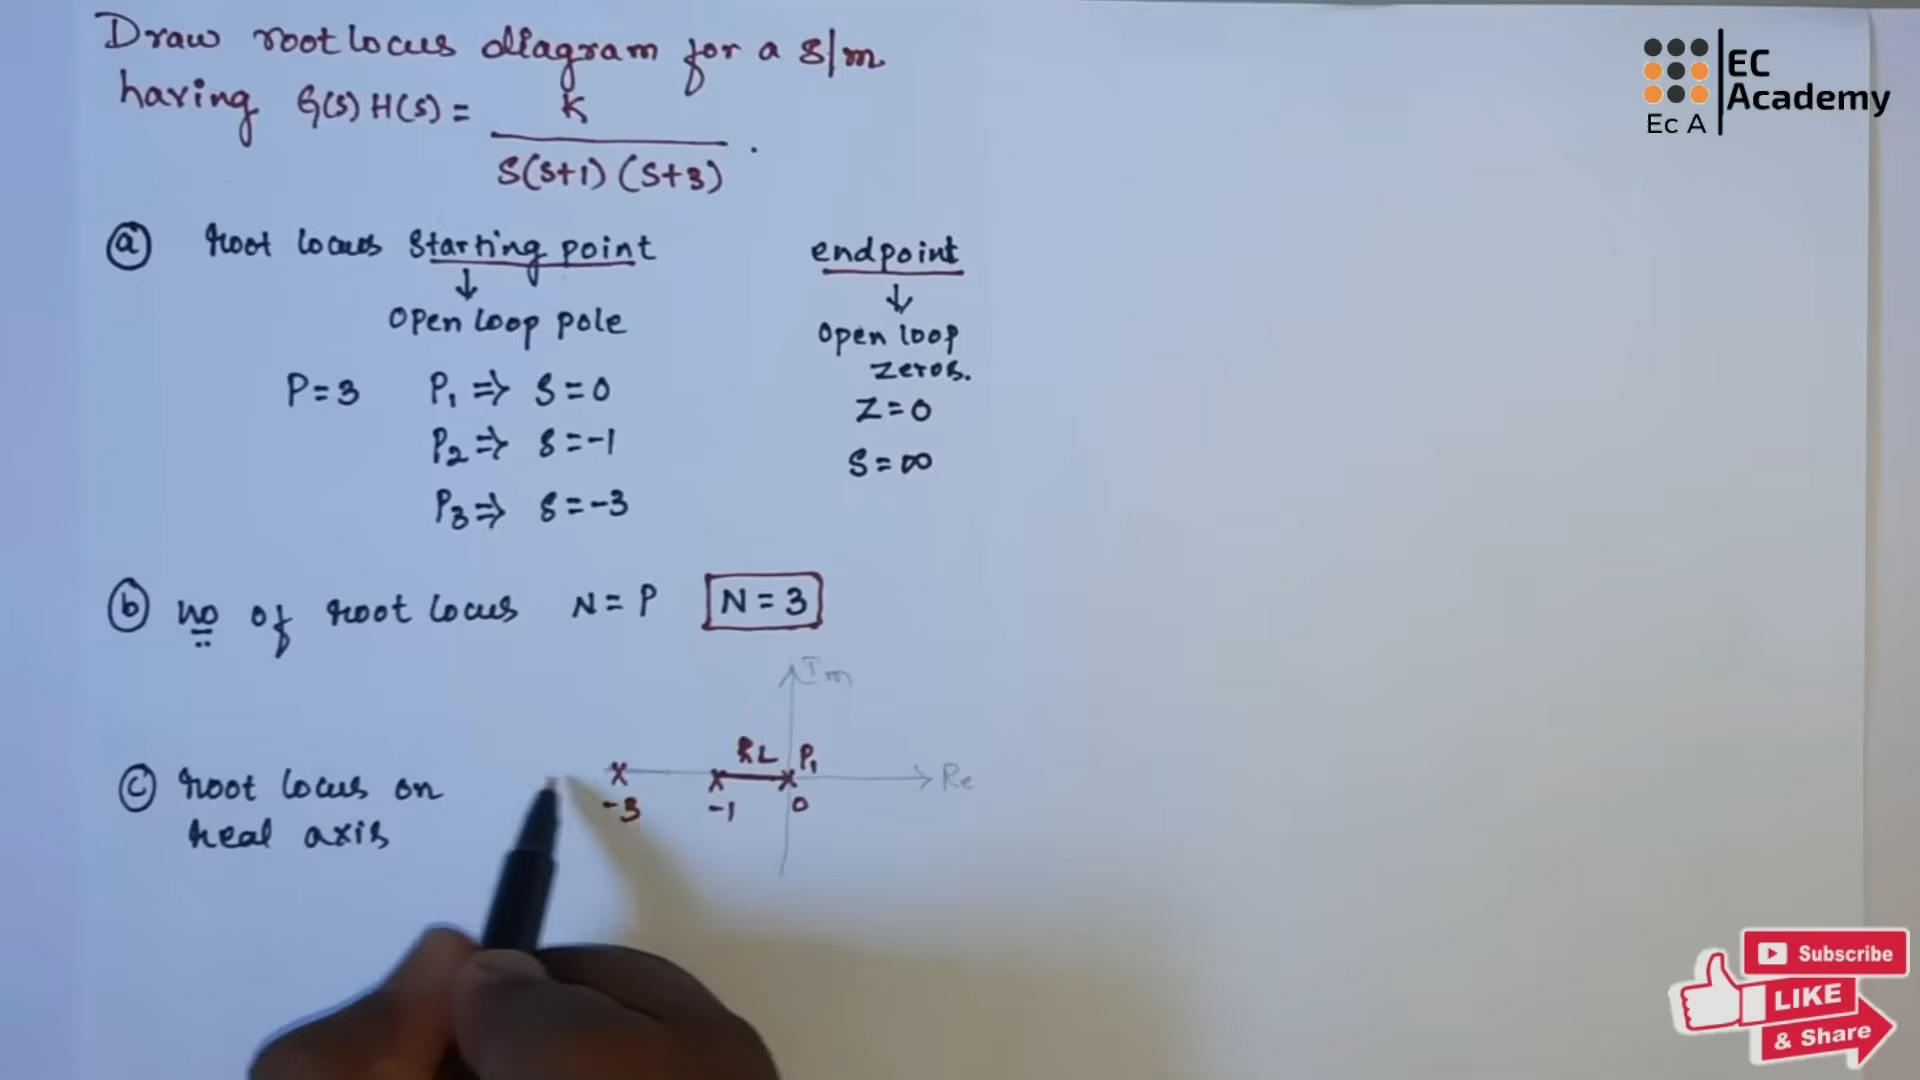 Draw root locus diagram for a S/m
having G(S) H(S) = K
S(S+1) (S+3) .
EC
Academy
Ec A
(a) Root locus Starting point
↓
Open loop pole
P=3 P₁ ⇒ S=0
P₂ ⇒ S=-1
P₃ ⇒ S=-3
endpoint
↓
Open loop
zeros.
Z=0
S=∞
(b) no of root locus N=P N=3
(c) root locus on
real axis
Im
RL P₁
x x x Re
-3 -1 0
Subscribe
LIKE
& Share